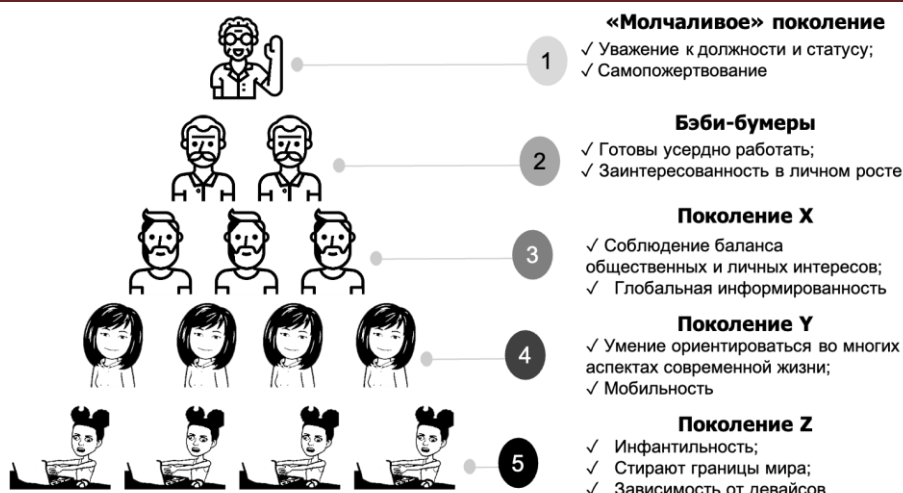 «Молчаливое» поколение
1
✓ Уважение к должности и статусу;
✓ Самопожертвование
Бэби-бумеры
2
✓ Готовы усердно работать;
✓ Заинтересованность в личном росте
Поколение X
3
✓ Соблюдение баланса
общественных и личных интересов;
✓ Глобальная информированность
Поколение Y
4
✓ Умение ориентироваться во многих
аспектах современной жизни;
✓ Мобильность
Поколение Z
5
✓ Инфантильность;
✓ Стирают границы мира;
✓ Зависимость от девайсов